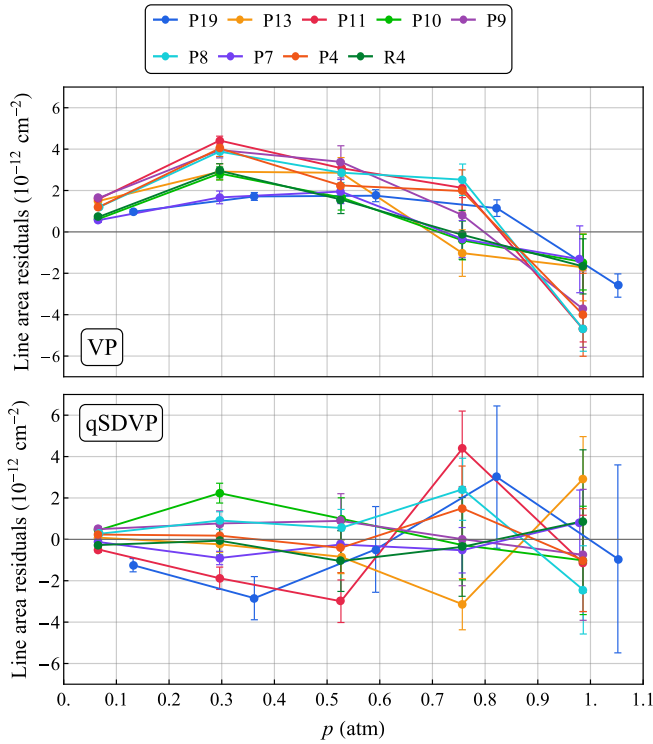 P19 P13 P11 P10 P9
P8 P7 P4 R4
Line area residuals (10⁻¹² cm⁻²)
6
4
2
0
−2
−4
−6
VP
Line area residuals (10⁻¹² cm⁻²)
6
4
2
0
−2
−4
−6
qSDVP
0. 0.1 0.2 0.3 0.4 0.5 0.6 0.7 0.8 0.9 1. 1.1
p (atm)